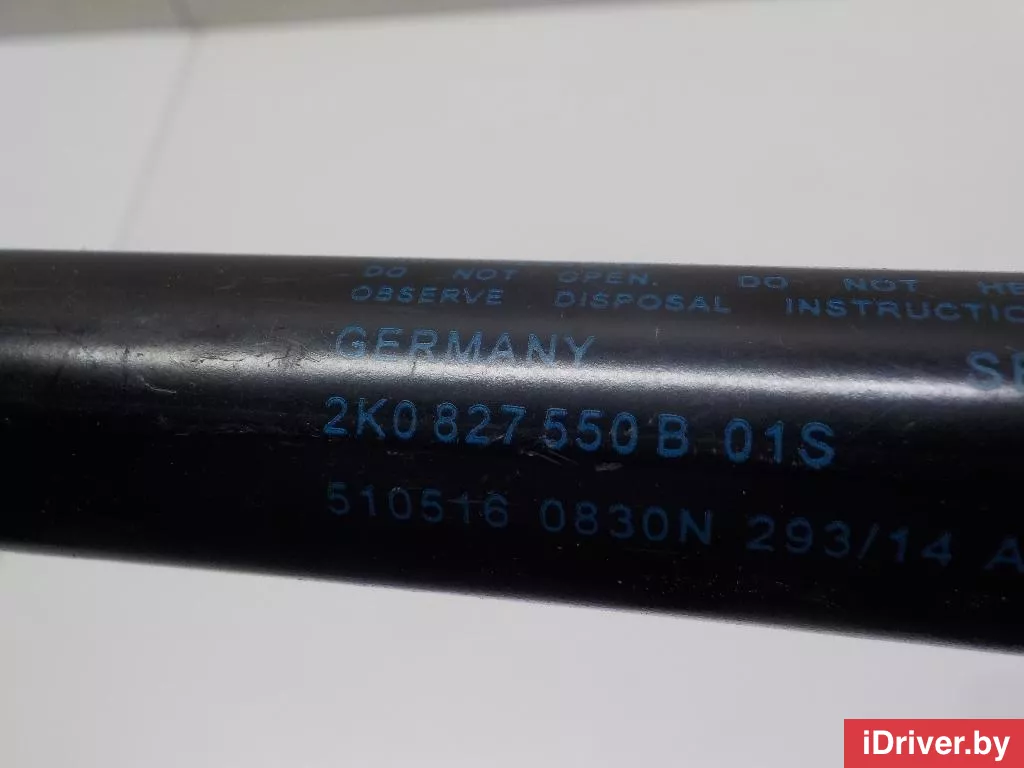 DO NOT OPEN. DO NOT HE
OBSERVE DISPOSAL INSTRUCTIO
GERMANY
2K0 827 550 B 01S
510516 0830N 293/14 A
iDriver.by